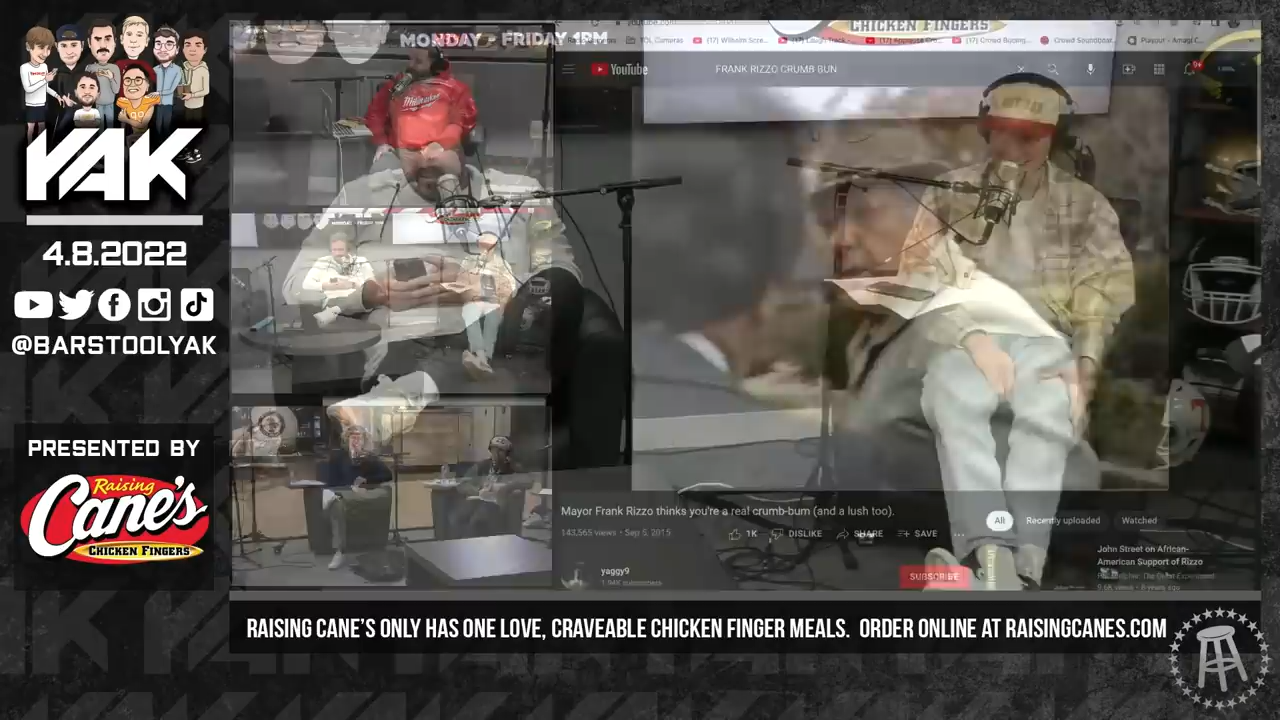 YAK
4.8.2022
@BARSTOOLYAK
PRESENTED BY
Raising
Cane's
CHICKEN FINGERS
CHICKEN FINGERS
MONDAY - FRIDAY 1PM
YouTube
FRANK RIZZO CRUMB BUN
9+
Milwaukee
Mayor Frank Rizzo thinks you're a real crumb-bum (and a lush too).
143,565 views • Sep 5, 2015
1K
DISLIKE
SHARE
SAVE
yaggy9
SUBSCRIBE
All
Recently uploaded
Watched
John Street on African-
American Support of Rizzo
RAISING CANE'S ONLY HAS ONE LOVE, CRAVEABLE CHICKEN FINGER MEALS. ORDER ONLINE AT RAISINGCANES.COM